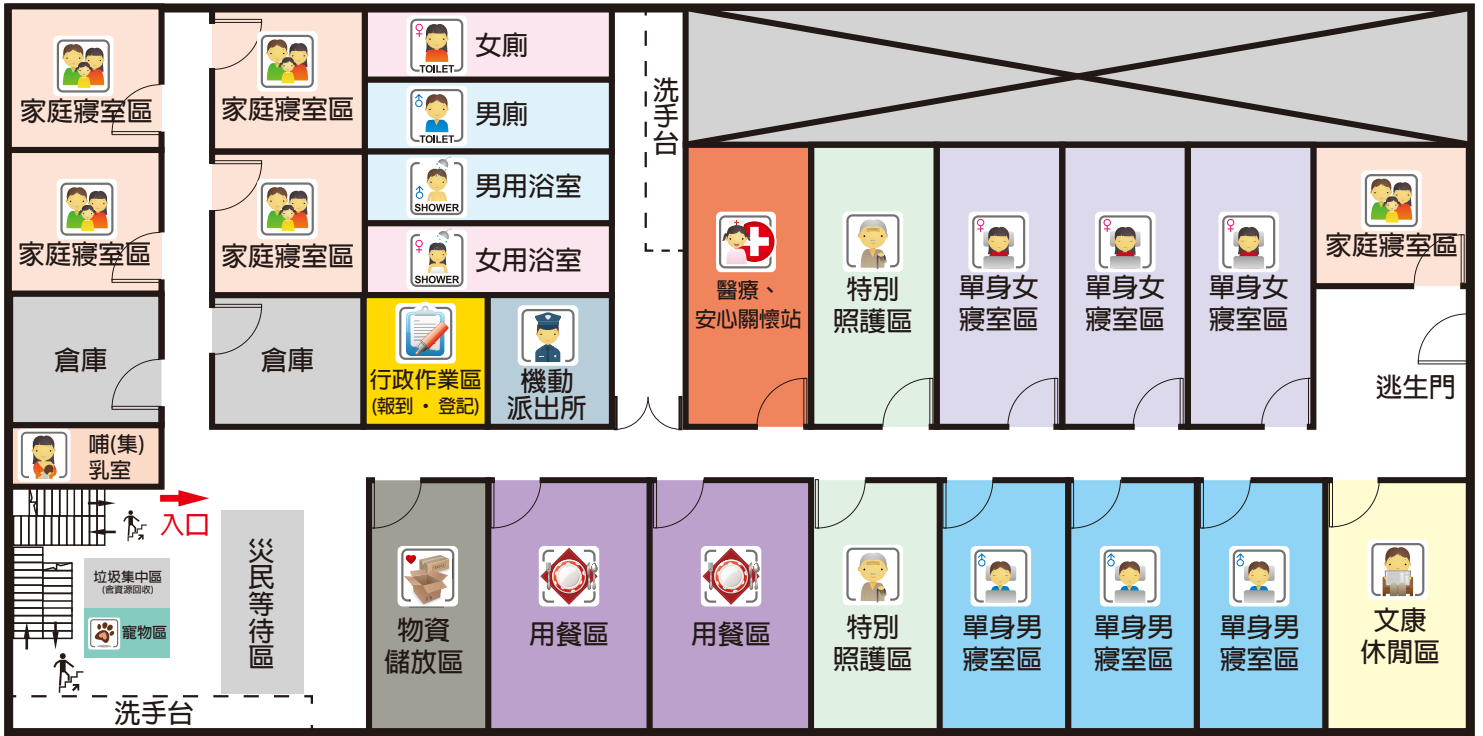 家庭寢室區
家庭寢室區
TOILET
女廁
TOILET
男廁
洗手台
家庭寢室區
家庭寢室區
SHOWER
男用浴室
SHOWER
女用浴室
醫療、
安心關懷站
特別
照護區
單身女
寢室區
單身女
寢室區
單身女
寢室區
家庭寢室區
倉庫
倉庫
行政作業區
(報到・登記)
機動
派出所
逃生門
哺(集)
乳室
入口
垃圾集中區
(含資源回收)
寵物區
災民等待區
洗手台
物資
儲放區
用餐區
用餐區
特別
照護區
單身男
寢室區
單身男
寢室區
單身男
寢室區
文康
休閒區